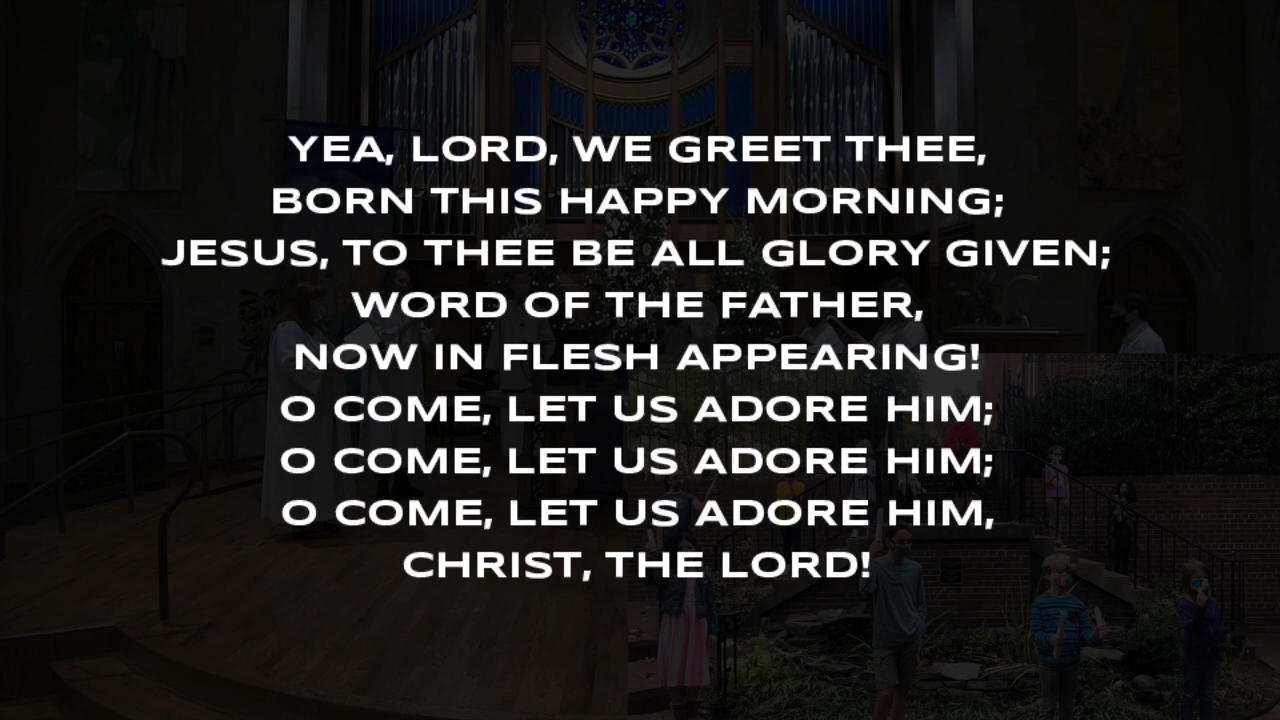 YEA, LORD, WE GREET THEE,
BORN THIS HAPPY MORNING;
JESUS, TO THEE BE ALL GLORY GIVEN;
WORD OF THE FATHER,
NOW IN FLESH APPEARING!
O COME, LET US ADORE HIM;
O COME, LET US ADORE HIM;
O COME, LET US ADORE HIM,
CHRIST, THE LORD!